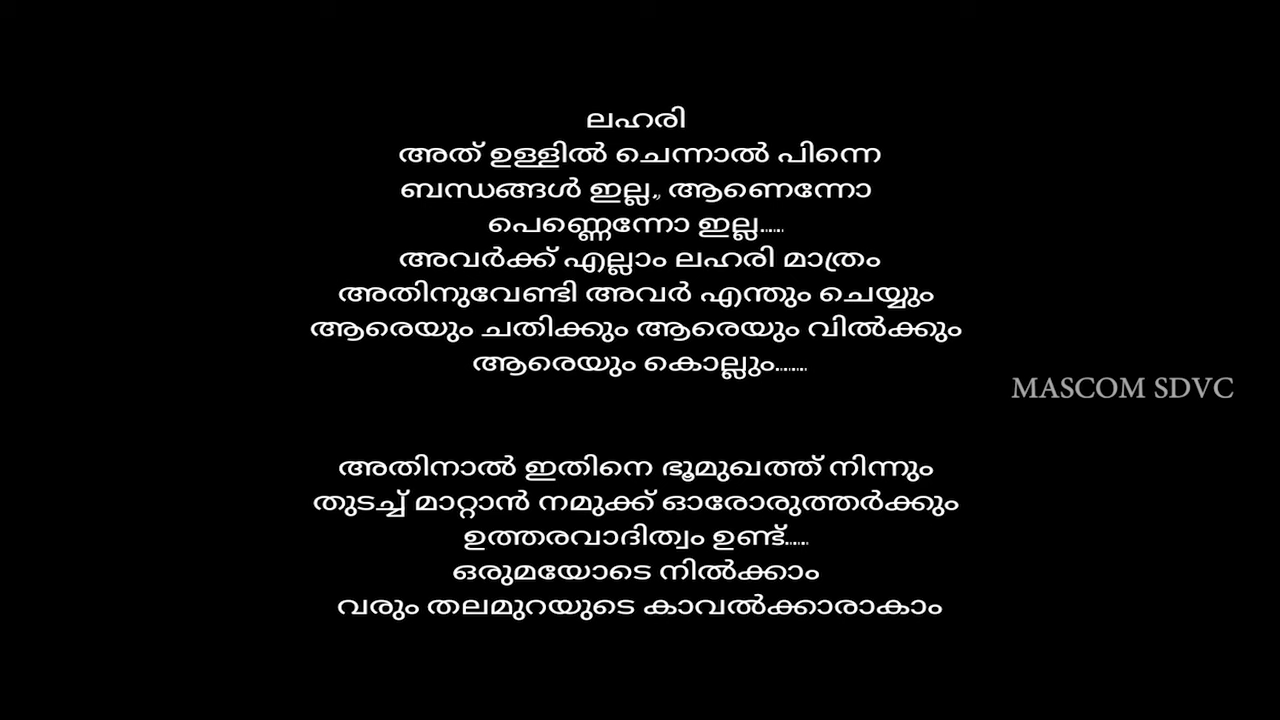 ലഹരി
അത് ഉള്ളിൽ ചെന്നാൽ പിന്നെ
ബന്ധങ്ങൾ ഇല്ല,, ആണെന്നോ
പെണ്ണെന്നോ ഇല്ല......
അവർക്ക് എല്ലാം ലഹരി മാത്രം
അതിനുവേണ്ടി അവർ എന്തും ചെയ്യും
ആരെയും ചതിക്കും ആരെയും വിൽക്കും
ആരെയും കൊല്ലും........
MASCOM SDVC
അതിനാൽ ഇതിനെ ഭൂമുഖത്ത് നിന്നും
തുടച്ച് മാറ്റാൻ നമുക്ക് ഓരോരുത്തർക്കും
ഉത്തരവാദിത്വം ഉണ്ട്......
ഒരുമയോടെ നിൽക്കാം
വരും തലമുറയുടെ കാവൽക്കാരാകാം